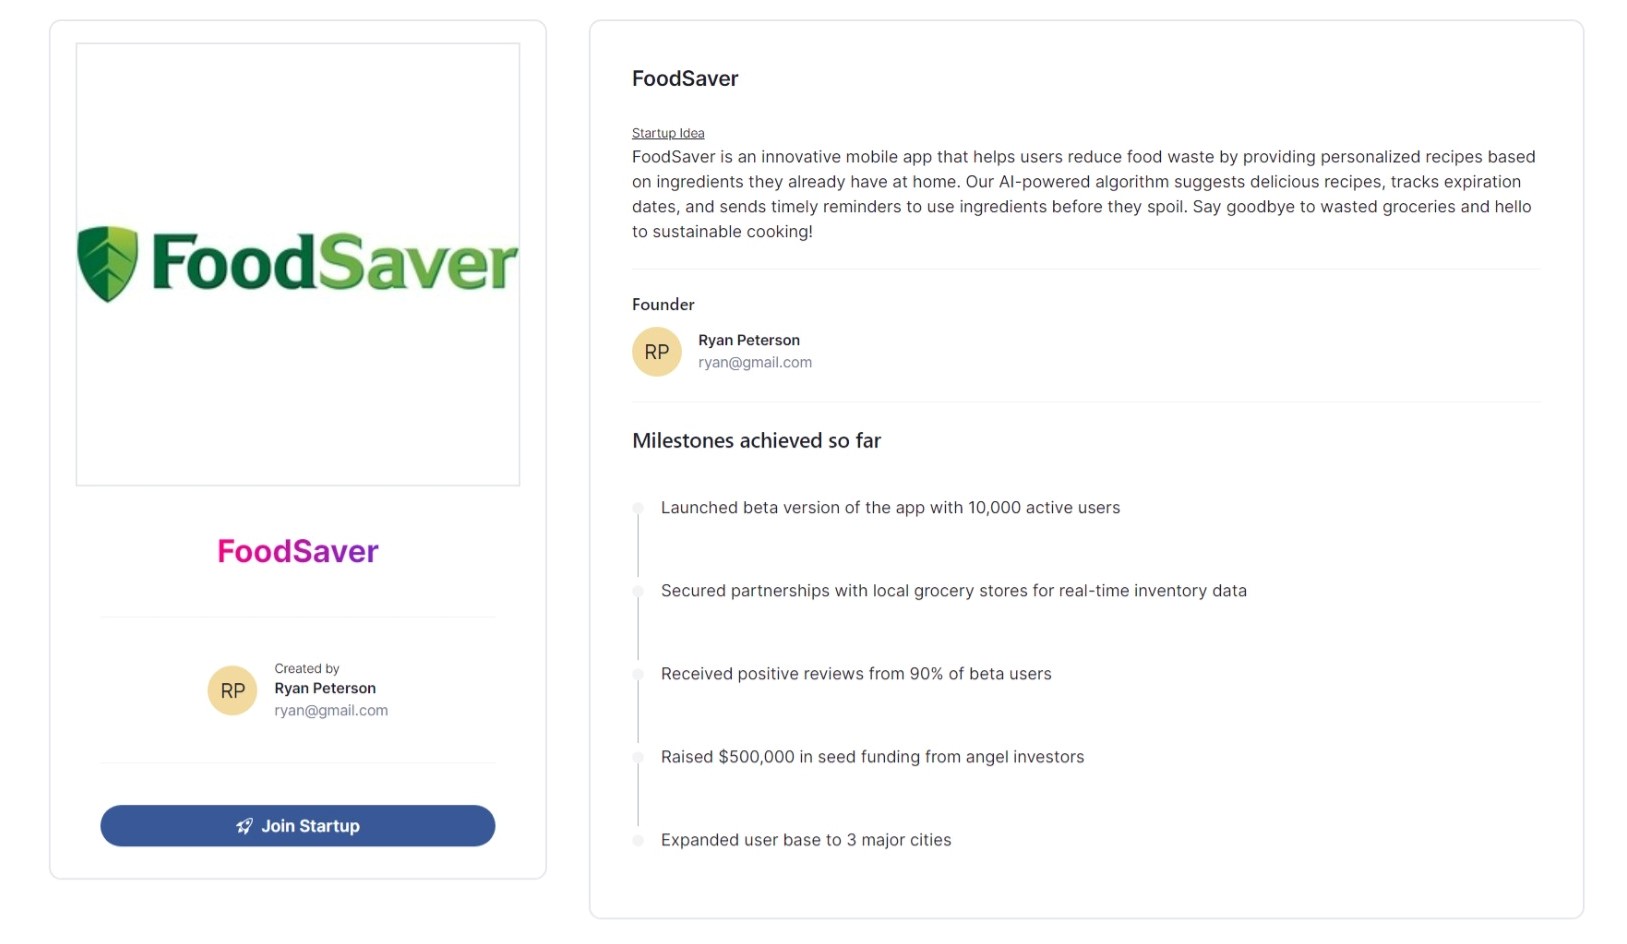 FoodSaver
FoodSaver
RP
Created by
Ryan Peterson
ryan@gmail.com
Join Startup
FoodSaver
Startup Idea
FoodSaver is an innovative mobile app that helps users reduce food waste by providing personalized recipes based
on ingredients they already have at home. Our AI-powered algorithm suggests delicious recipes, tracks expiration
dates, and sends timely reminders to use ingredients before they spoil. Say goodbye to wasted groceries and hello
to sustainable cooking!
Founder
RP
Ryan Peterson
ryan@gmail.com
Milestones achieved so far
Launched beta version of the app with 10,000 active users
Secured partnerships with local grocery stores for real-time inventory data
Received positive reviews from 90% of beta users
Raised $500,000 in seed funding from angel investors
Expanded user base to 3 major cities